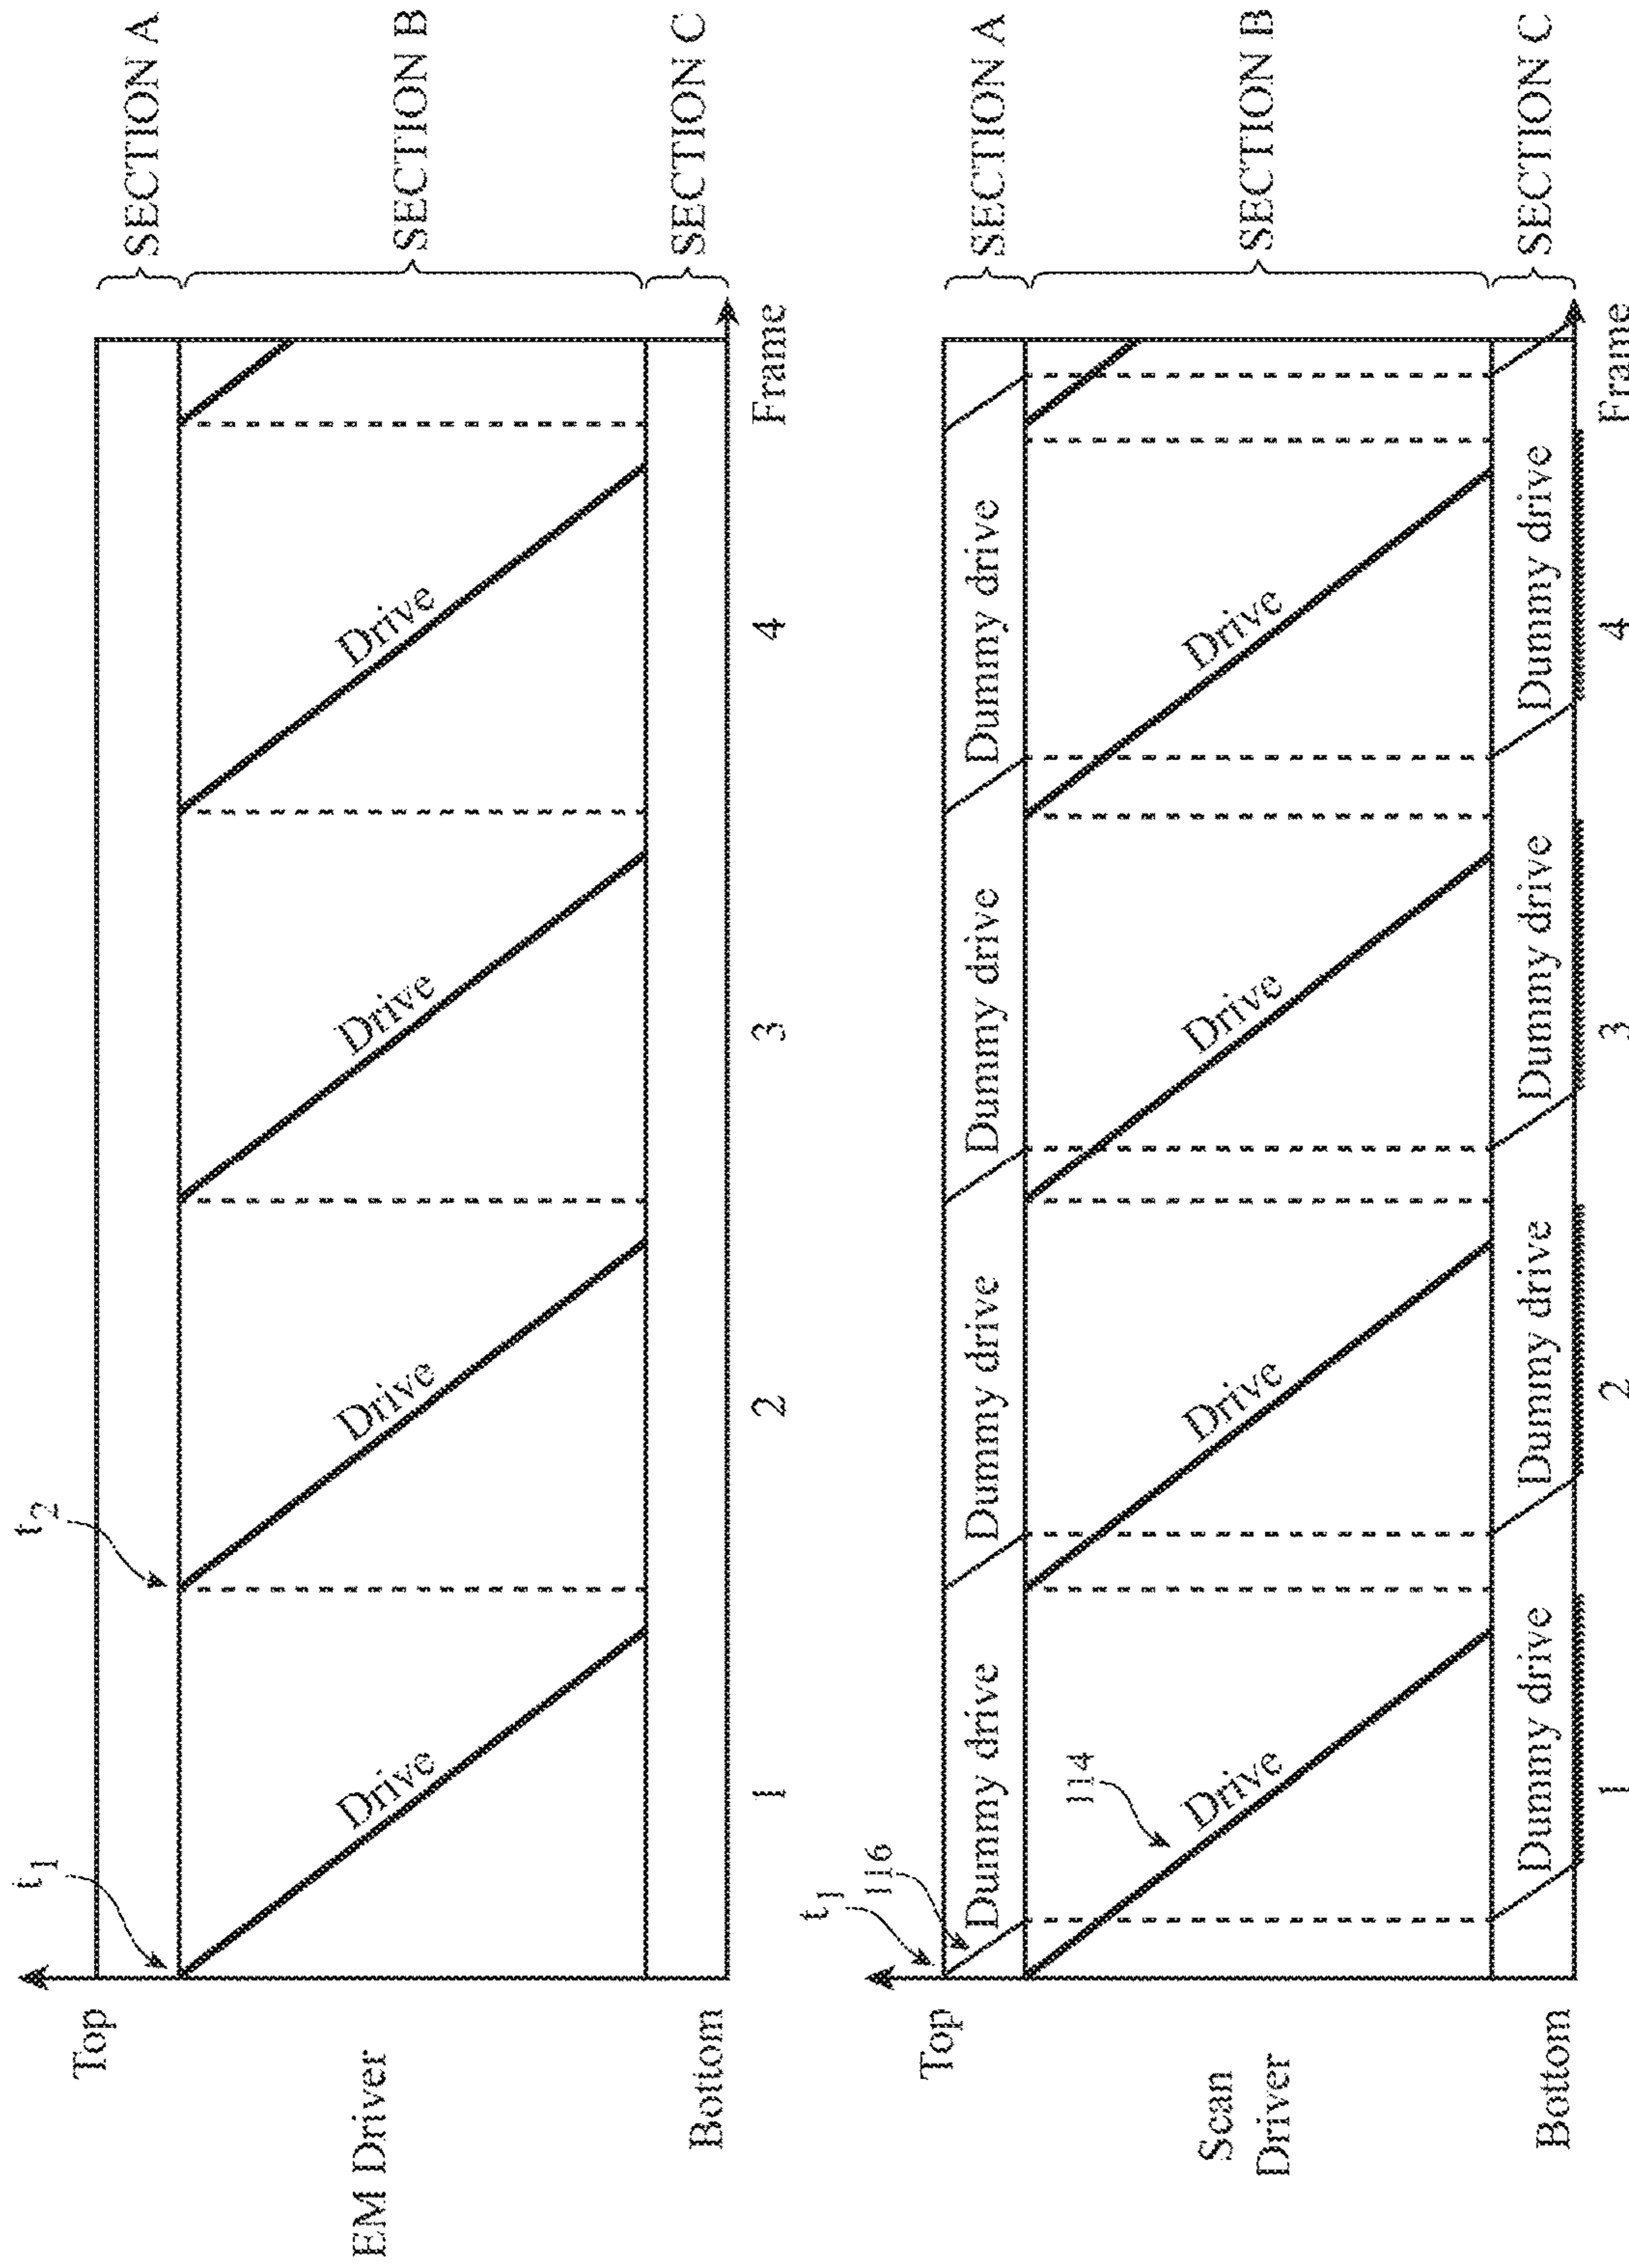 t1
t2
Top
EM Driver
Bottom
Drive
Drive
Drive
Drive
SECTION A
SECTION B
SECTION C
1
2
3
4
Frame
t1
116
114
Top
Scan
Driver
Bottom
Dummy drive
Dummy drive
Dummy drive
Dummy drive
Drive
Drive
Drive
Drive
Dummy drive
Dummy drive
Dummy drive
Dummy drive
SECTION A
SECTION B
SECTION C
1
2
3
4
Frame